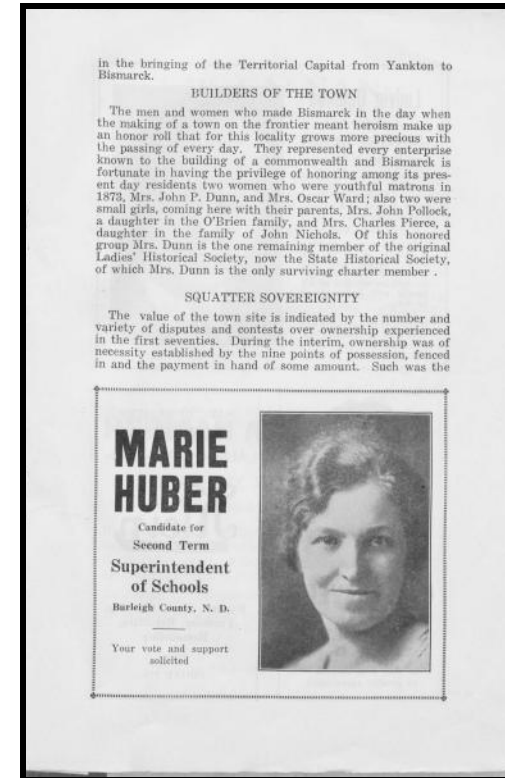 in the bringing of the Territorial Capital from Yankton to
Bismarck.
BUILDERS OF THE TOWN
The men and women who made Bismarck in the day when
the making of a town on the frontier meant heroism make up
an honor roll that for this locality grows more precious with
the passing of every day. They represented every enterprise
known to the building of a commonwealth and Bismarck is
fortunate in having the privilege of honoring among its pres-
ent day residents two women who were youthful matrons in
1873, Mrs. John P. Dunn, and Mrs. Oscar Ward; also two were
small girls, coming here with their parents, Mrs. John Pollock,
a daughter in the O'Brien family, and Mrs. Charles Pierce, a
daughter in the family of John Nichols. Of this honored
group Mrs. Dunn is the one remaining member of the original
Ladies' Historical Society, now the State Historical Society,
of which Mrs. Dunn is the only surviving charter member .
SQUATTER SOVEREIGNITY
The value of the town site is indicated by the number and
variety of disputes and contests over ownership experienced
in the first seventies. During the interim, ownership was of
necessity established by the nine points of possession, fenced
in and the payment in hand of some amount. Such was the
MARIE
HUBER
Candidate for
Second Term
Superintendent
of Schools
Burleigh County, N. D.
Your vote and support
solicited